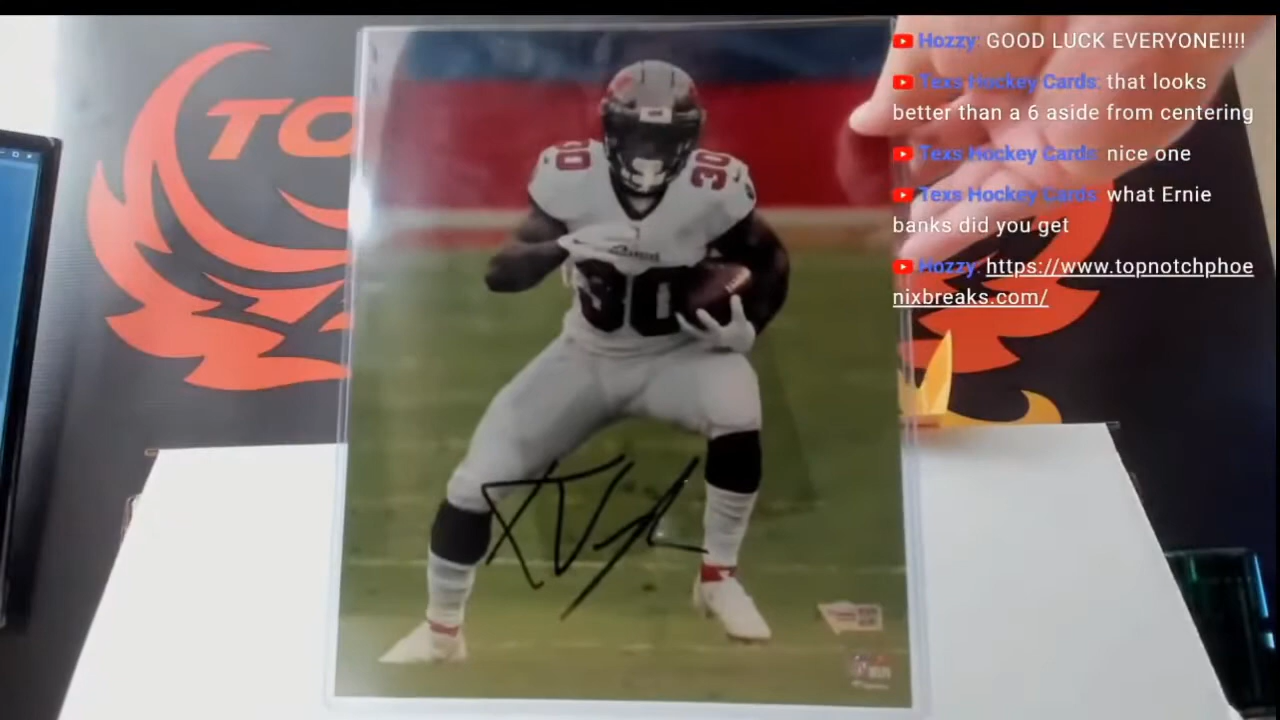 Hozzy: GOOD LUCK EVERYONE!!!!
Texs Hockey Cards: that looks
better than a 6 aside from centering
Texs Hockey Cards: nice one
Texs Hockey Cards: what Ernie
banks did you get
Hozzy: https://www.topnotchphoe
nixbreaks.com/
TO
30
30
30